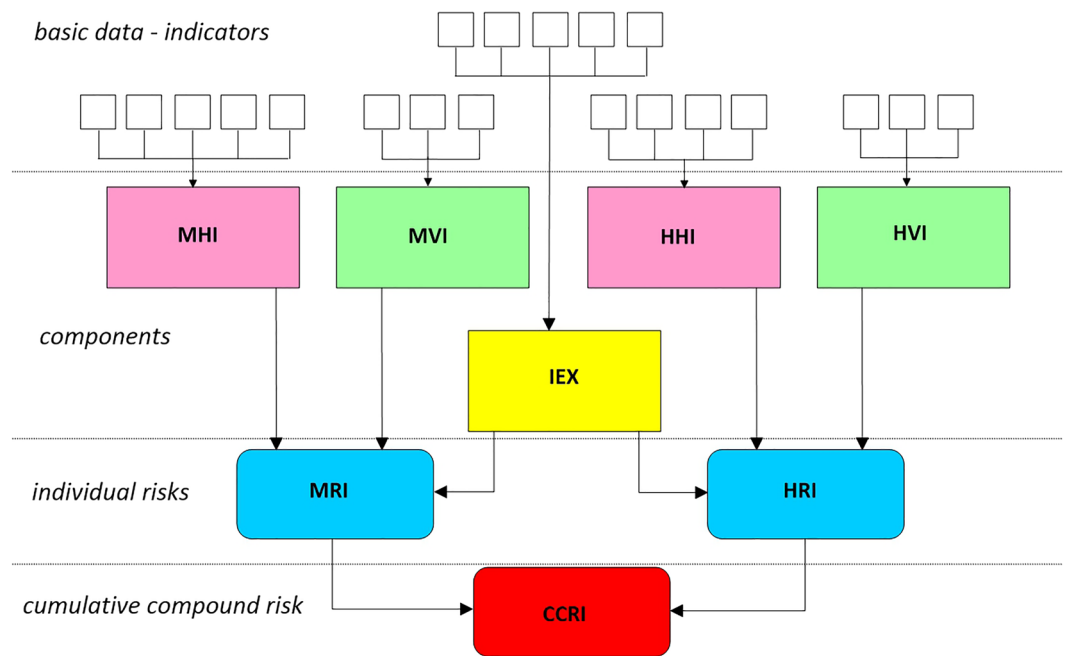 basic data - indicators
MHI
MVI
HHI
HVI
components
IEX
individual risks
MRI
HRI
cumulative compound risk
CCRI